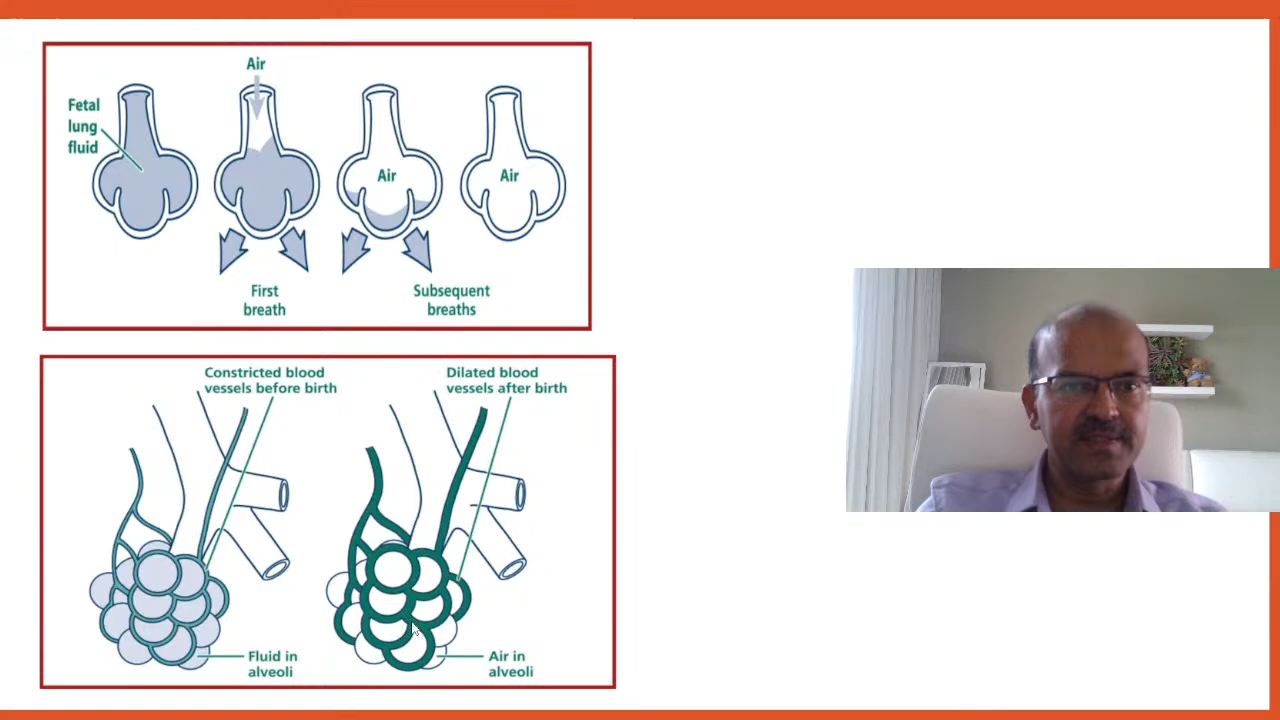 Air
Fetal
lung
fluid
Air
Air
First
breath
Subsequent
breaths
Constricted blood
vessels before birth
Dilated blood
vessels after birth
Fluid in
alveoli
Air in
alveoli